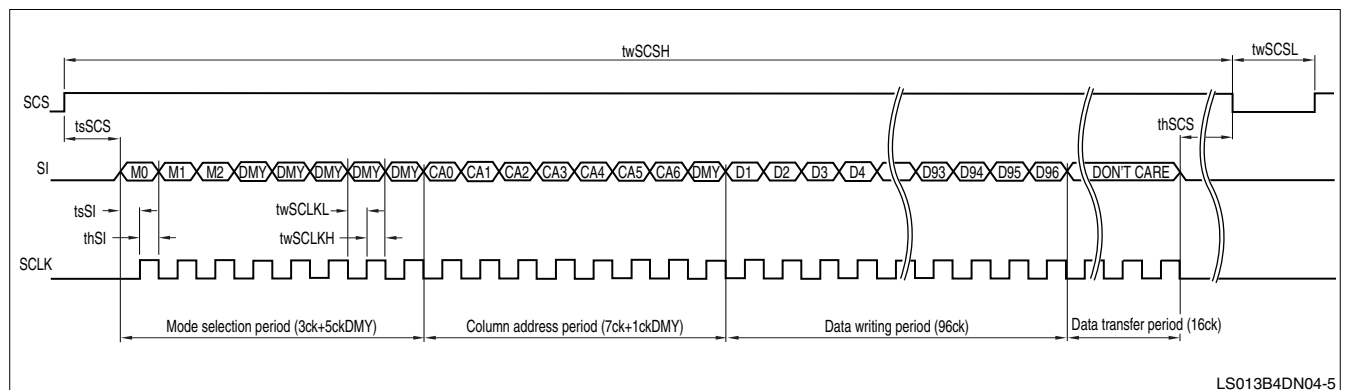 twSCSH
twSCSL
SCS
tsSCS
thSCS
SI
M0 M1 M2 DMY DMY DMY DMY DMY CA0 CA1 CA2 CA3 CA4 CA5 CA6 DMY D1 D2 D3 D4 D93 D94 D95 D96 DON'T CARE
tsSI
twSCLKL
thSI
twSCLKH
SCLK
Mode selection period (3ck+5ckDMY)
Column address period (7ck+1ckDMY)
Data writing period (96ck)
Data transfer period (16ck)
LS013B4DN04-5